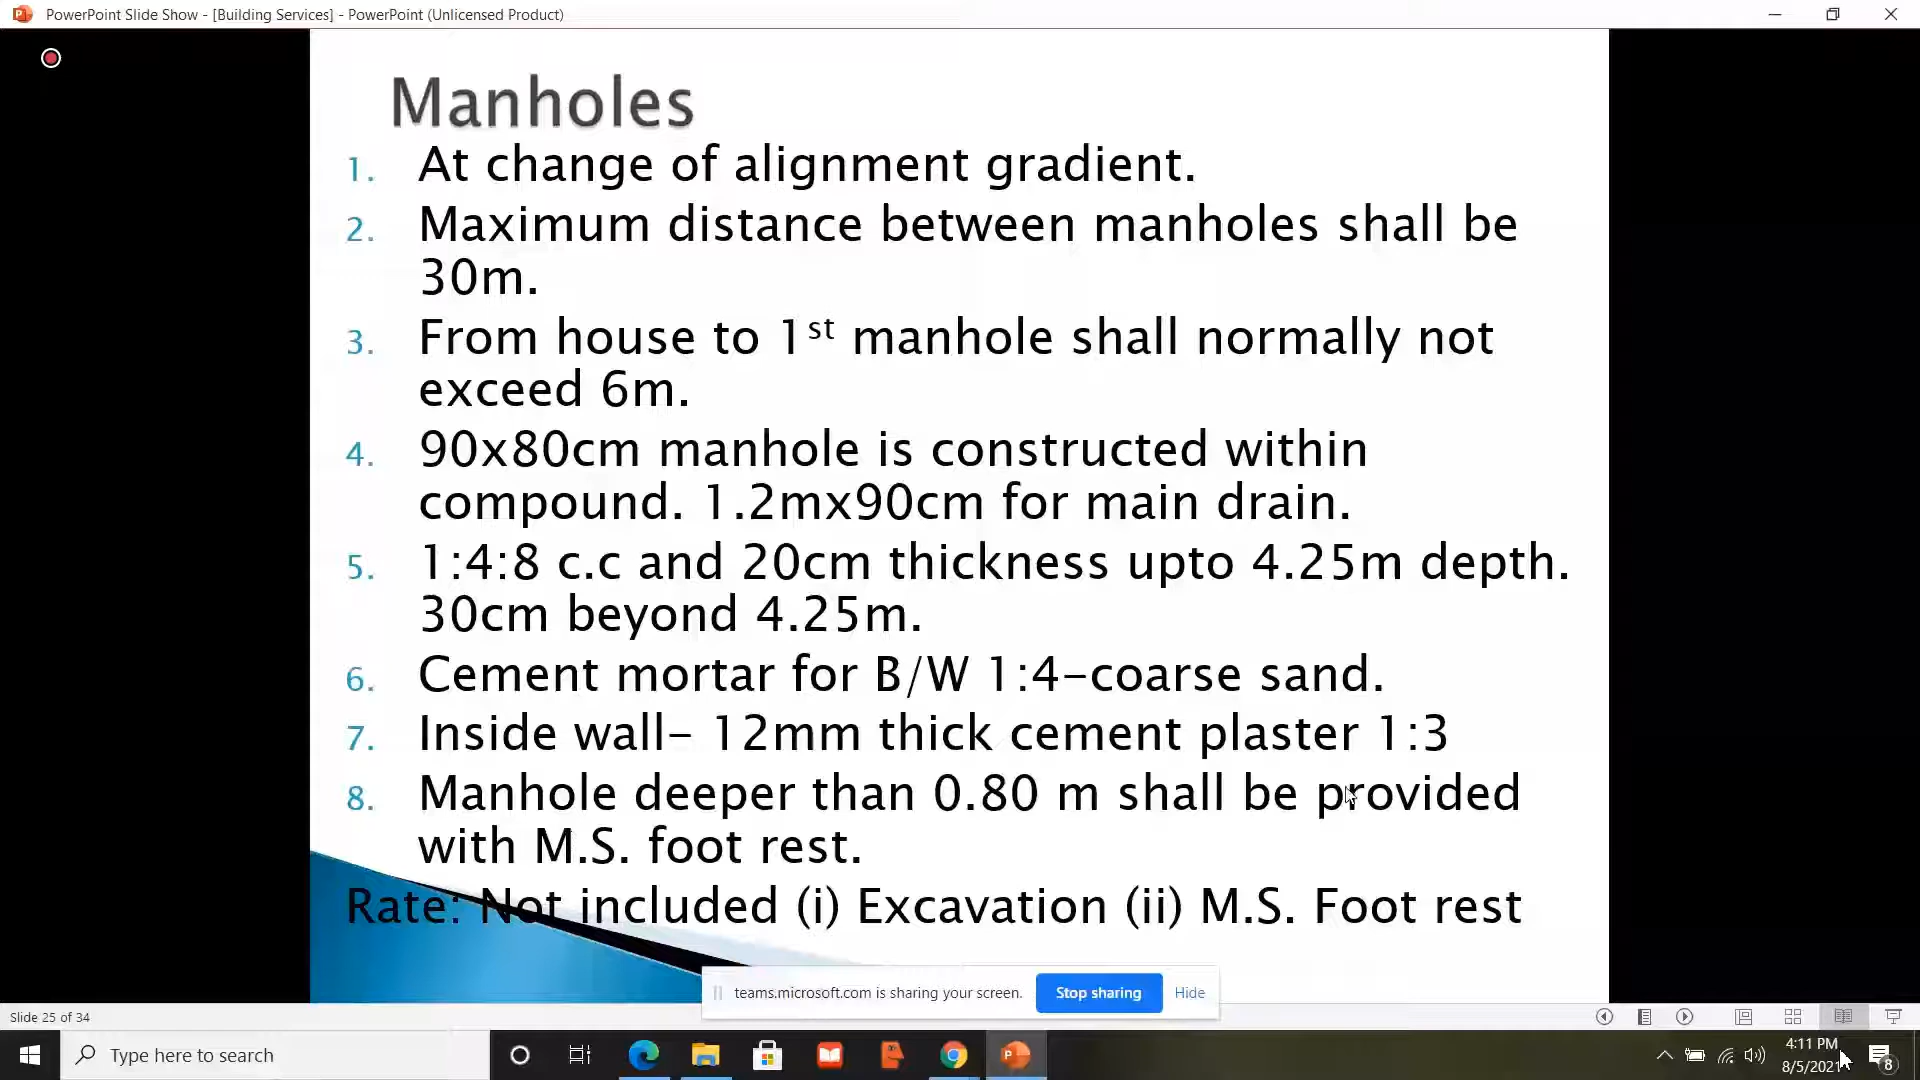 PowerPoint Slide Show - [Building Services] - PowerPoint (Unlicensed Product)
Manholes
1. At change of alignment gradient.
2. Maximum distance between manholes shall be
30m.
3. From house to 1st manhole shall normally not
exceed 6m.
4. 90x80cm manhole is constructed within
compound. 1.2mx90cm for main drain.
5. 1:4:8 c.c and 20cm thickness upto 4.25m depth.
30cm beyond 4.25m.
6. Cement mortar for B/W 1:4-coarse sand.
7. Inside wall- 12mm thick cement plaster 1:3
8. Manhole deeper than 0.80 m shall be provided
with M.S. foot rest.
Rate: Not included (i) Excavation (ii) M.S. Foot rest
teams.microsoft.com is sharing your screen. Stop sharing Hide
Slide 25 of 34
Type here to search
4:11 PM
8/5/2021
8